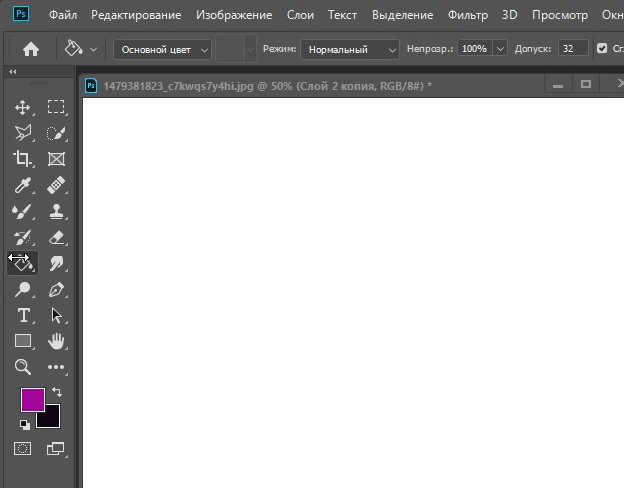 Ps Файл Редактирование Изображение Слои Текст Выделение Фильтр 3D Просмотр Окн
Основной цвет Режим: Нормальный Непрозр.: 100% Допуск: 32 Сг
Ps 1479381823_c7kwqs7y4hi.jpg @ 50% (Слой 2 копия, RGB/8#) *